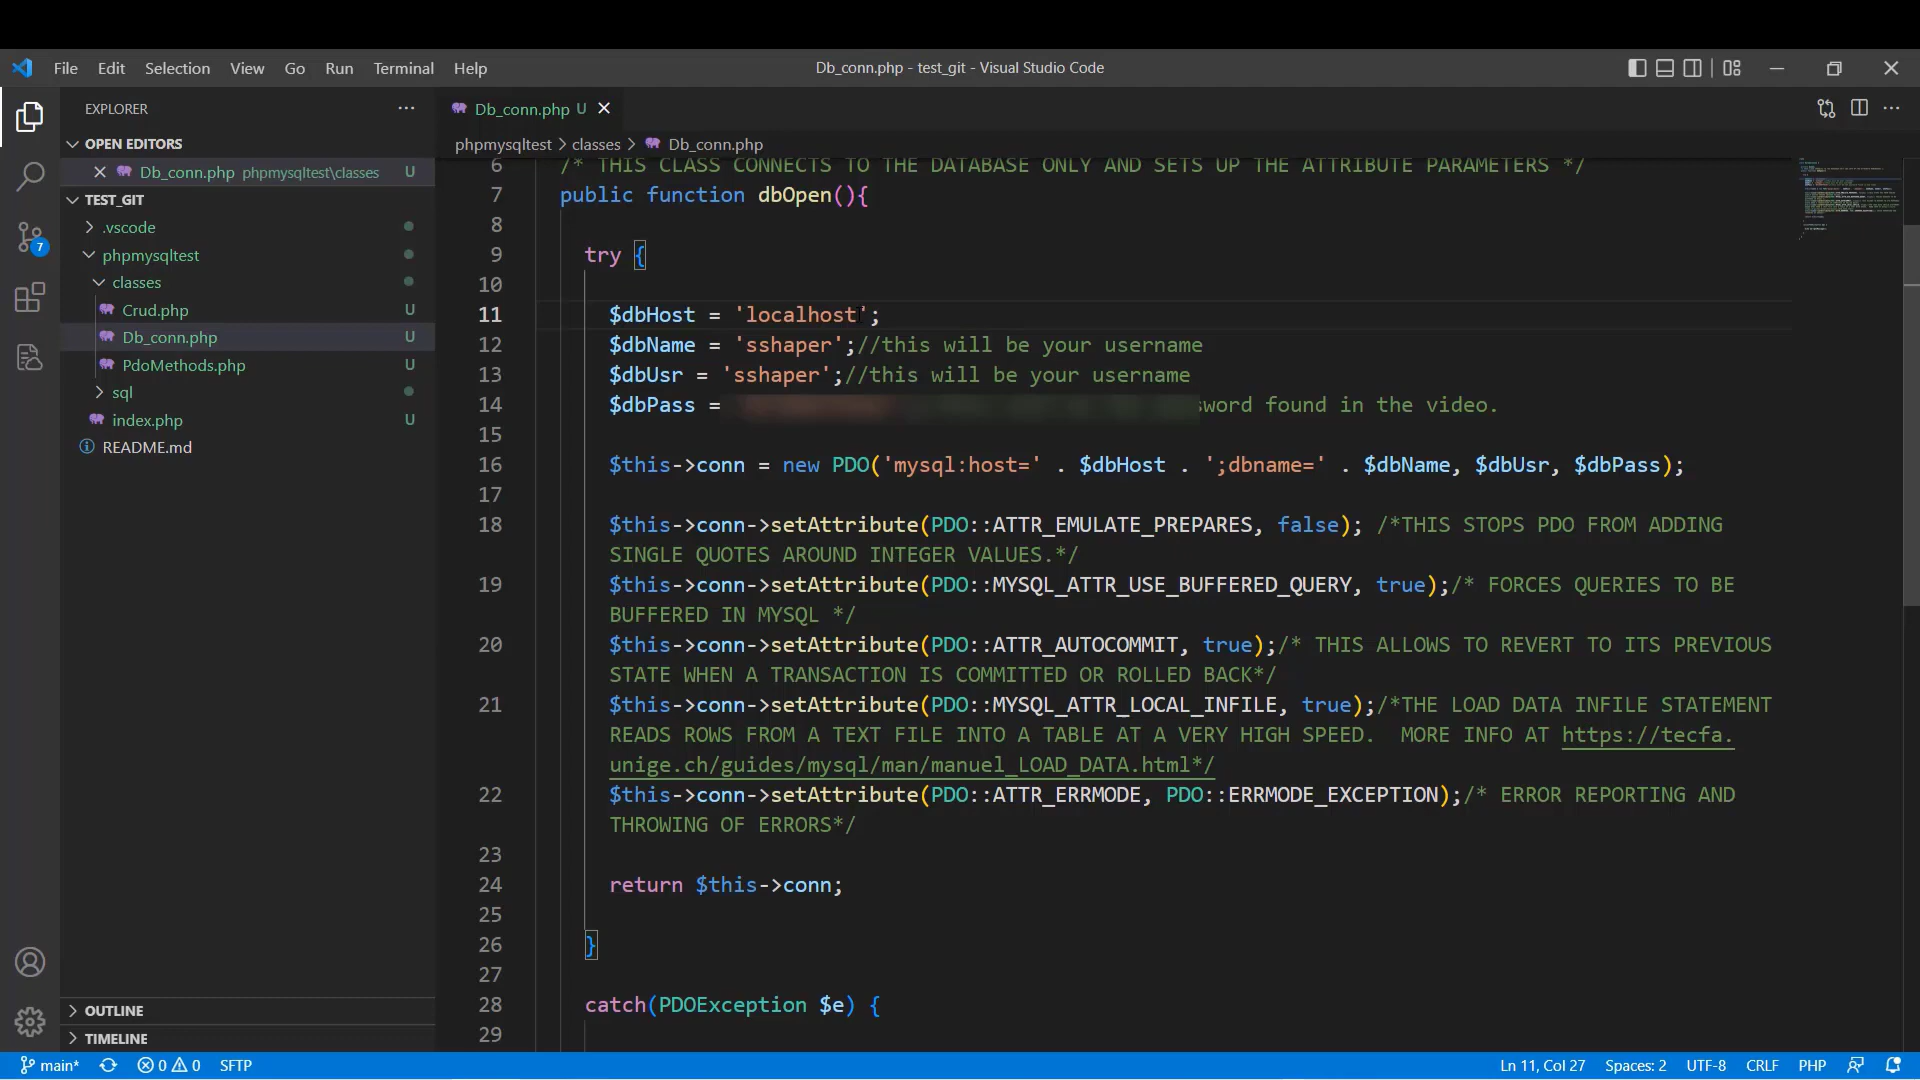 File Edit Selection View Go Run Terminal Help
Db_conn.php - test_git - Visual Studio Code
EXPLORER
OPEN EDITORS
Db_conn.php phpmysqltest\classes U
TEST_GIT
.vscode
phpmysqltest
classes
Crud.php U
Db_conn.php U
PdoMethods.php U
sql
index.php U
README.md
OUTLINE
TIMELINE
7
Db_conn.php U
phpmysqltest > classes > Db_conn.php
6 /* THIS CLASS CONNECTS TO THE DATABASE ONLY AND SETS UP THE ATTRIBUTE PARAMETERS */
7 public function dbOpen(){
8
9 try {
10
11 $dbHost = 'localhost';
12 $dbName = 'sshaper';//this will be your username
13 $dbUsr = 'sshaper';//this will be your username
14 $dbPass = sword found in the video.
15
16 $this->conn = new PDO('mysql:host=' . $dbHost . ';dbname=' . $dbName, $dbUsr, $dbPass);
17
18 $this->conn->setAttribute(PDO::ATTR_EMULATE_PREPARES, false); /*THIS STOPS PDO FROM ADDING
SINGLE QUOTES AROUND INTEGER VALUES.*/
19 $this->conn->setAttribute(PDO::MYSQL_ATTR_USE_BUFFERED_QUERY, true);/* FORCES QUERIES TO BE
BUFFERED IN MYSQL */
20 $this->conn->setAttribute(PDO::ATTR_AUTOCOMMIT, true);/* THIS ALLOWS TO REVERT TO ITS PREVIOUS
STATE WHEN A TRANSACTION IS COMMITTED OR ROLLED BACK*/
21 $this->conn->setAttribute(PDO::MYSQL_ATTR_LOCAL_INFILE, true);/*THE LOAD DATA INFILE STATEMENT
READS ROWS FROM A TEXT FILE INTO A TABLE AT A VERY HIGH SPEED. MORE INFO AT https://tecfa.
unige.ch/guides/mysql/man/manuel_LOAD_DATA.html*/
22 $this->conn->setAttribute(PDO::ATTR_ERRMODE, PDO::ERRMODE_EXCEPTION);/* ERROR REPORTING AND
THROWING OF ERRORS*/
23
24 return $this->conn;
25
26 }
27
28 catch(PDOException $e) {
29
main* 0 0 SFTP
Ln 11, Col 27 Spaces: 2 UTF-8 CRLF PHP